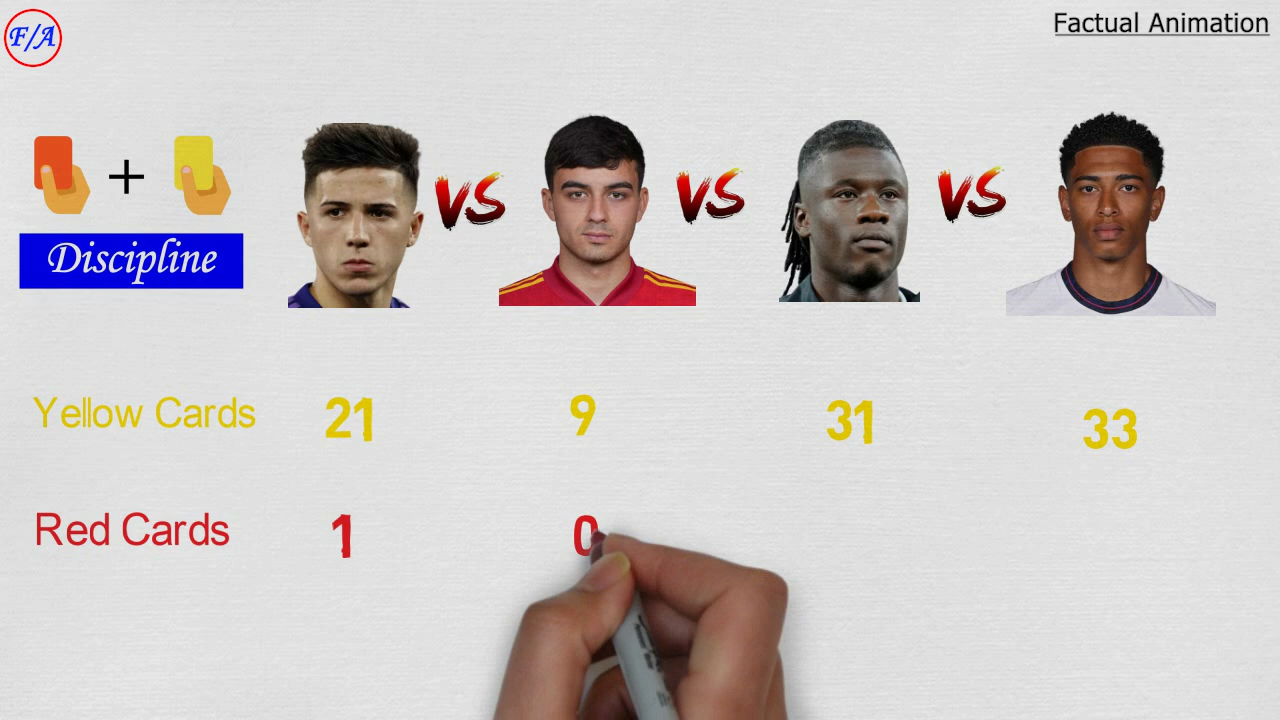 F/A
Factual Animation
+
VS VS VS
Discipline
Yellow Cards 21 9 31 33
Red Cards 1 0